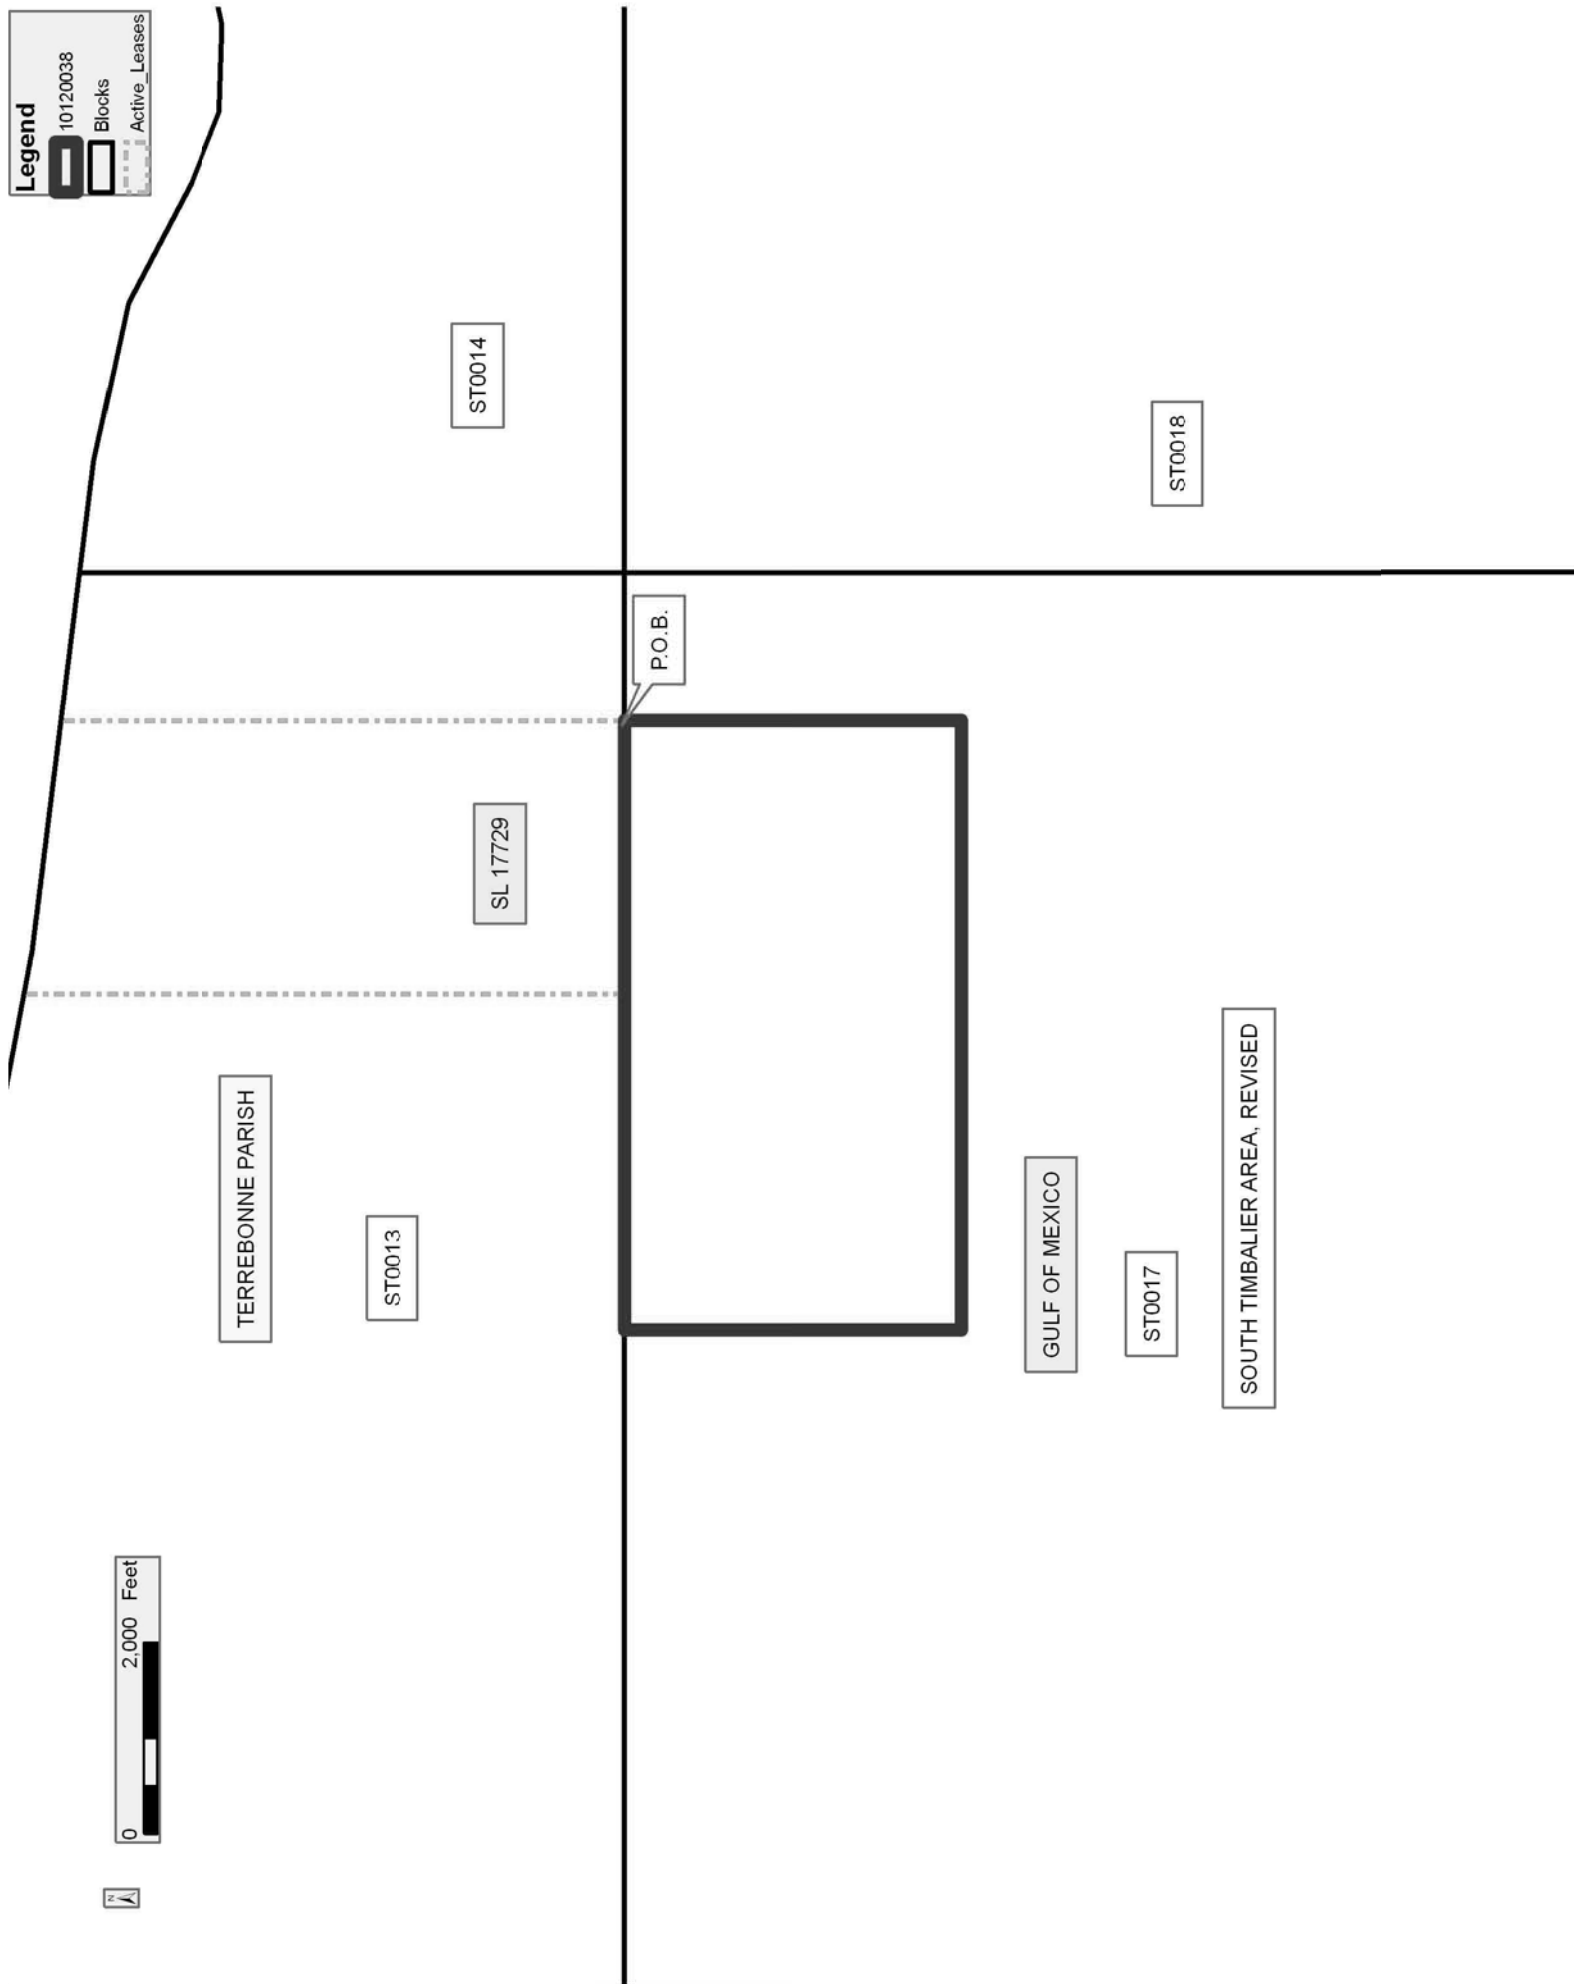 Legend
10120038
Blocks
Active_Leases
ST0014
ST0018
P.O.B.
SL 17729
TERREBONNE PARISH
ST0013
GULF OF MEXICO
ST0017
SOUTH TIMBALIER AREA, REVISED
0 2,000 Feet
N